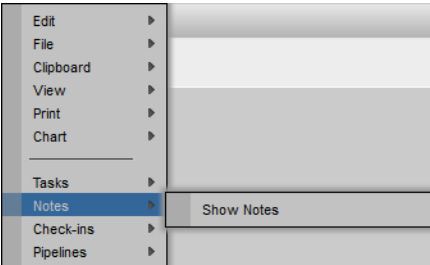 Edit
File
Clipboard
View
Print
Chart
Tasks
Notes
Show Notes
Check-ins
Pipelines